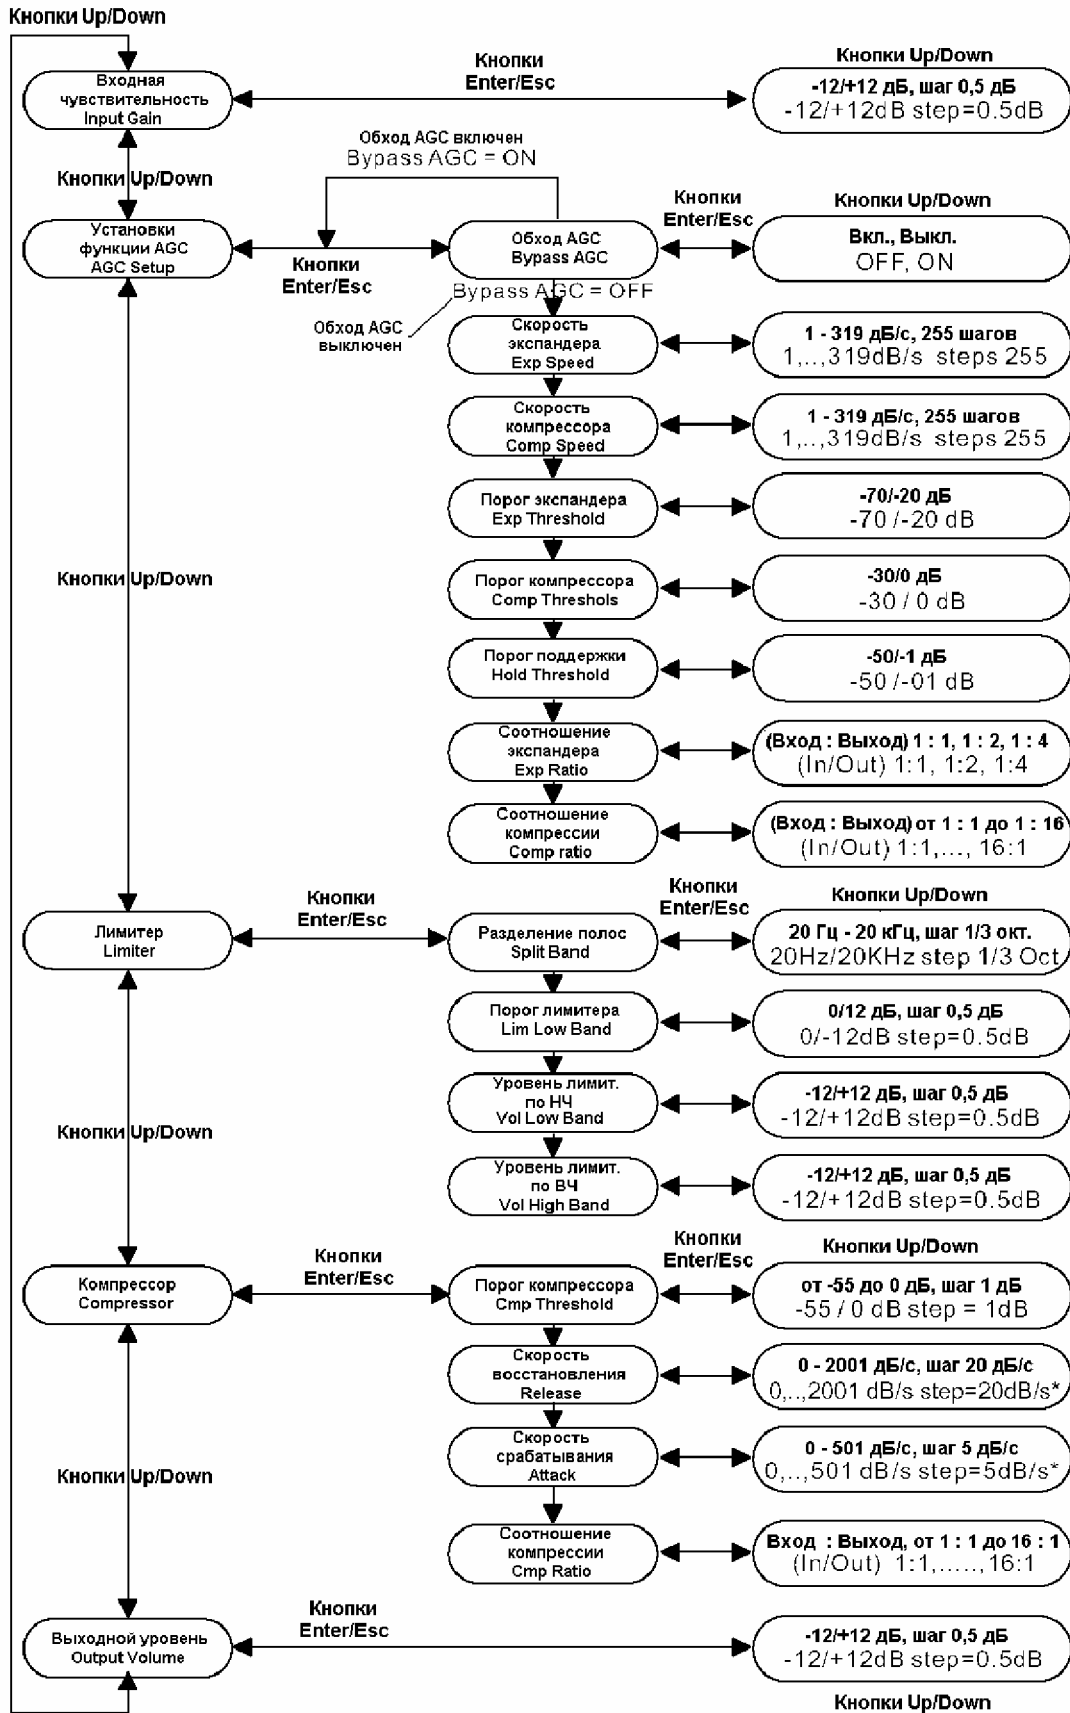 Кнопки Up/Down
Входная
чувствительность
Input Gain
Кнопки
Enter/Esc
Кнопки Up/Down
-12/+12 дБ, шаг 0,5 дБ
-12/+12dB step=0.5dB
Обход AGC включен
Bypass AGC = ON
Кнопки Up/Down
Установки
функции AGC
AGC Setup
Кнопки
Enter/Esc
Обход AGC
Bypass AGC
Кнопки
Enter/Esc
Кнопки Up/Down
Вкл., Выкл.
OFF, ON
Bypass AGC = OFF
Обход AGC
выключен
Скорость
экспандера
Exp Speed
1 - 319 дБ/с, 255 шагов
1,..,319dB/s steps 255
Скорость
компрессора
Comp Speed
1 - 319 дБ/с, 255 шагов
1,..,319dB/s steps 255
Порог экспандера
Exp Threshold
-70/-20 дБ
-70 /-20 dB
Кнопки Up/Down
Порог компрессора
Comp Threshols
-30/0 дБ
-30 / 0 dB
Порог поддержки
Hold Threshold
-50/-1 дБ
-50 /-01 dB
Соотношение
экспандера
Exp Ratio
(Вход : Выход) 1 : 1, 1 : 2, 1 : 4
(In/Out) 1:1, 1:2, 1:4
Соотношение
компрессии
Comp ratio
(Вход : Выход) от 1 : 1 до 1 : 16
(In/Out) 1:1,..., 16:1
Лимитер
Limiter
Кнопки
Enter/Esc
Разделение полос
Split Band
Кнопки
Enter/Esc
Кнопки Up/Down
20 Гц - 20 кГц, шаг 1/3 окт.
20Hz/20KHz step 1/3 Oct
Порог лимитера
Lim Low Band
0/12 дБ, шаг 0,5 дБ
0/-12dB step=0.5dB
Кнопки Up/Down
Уровень лимит.
по НЧ
Vol Low Band
-12/+12 дБ, шаг 0,5 дБ
-12/+12dB step=0.5dB
Уровень лимит.
по ВЧ
Vol High Band
-12/+12 дБ, шаг 0,5 дБ
-12/+12dB step=0.5dB
Компрессор
Compressor
Кнопки
Enter/Esc
Порог компрессора
Cmp Threshold
Кнопки
Enter/Esc
Кнопки Up/Down
от -55 до 0 дБ, шаг 1 дБ
-55 / 0 dB step = 1dB
Скорость
восстановления
Release
0 - 2001 дБ/с, шаг 20 дБ/с
0,..,2001 dB/s step=20dB/s*
Кнопки Up/Down
Скорость
срабатывания
Attack
0 - 501 дБ/с, шаг 5 дБ/с
0,..,501 dB/s step=5dB/s*
Соотношение
компрессии
Cmp Ratio
Вход : Выход, от 1 : 1 до 16 : 1
(In/Out) 1:1,.....,16:1
Выходной уровень
Output Volume
Кнопки
Enter/Esc
-12/+12 дБ, шаг 0,5 дБ
-12/+12dB step=0.5dB
Кнопки Up/Down